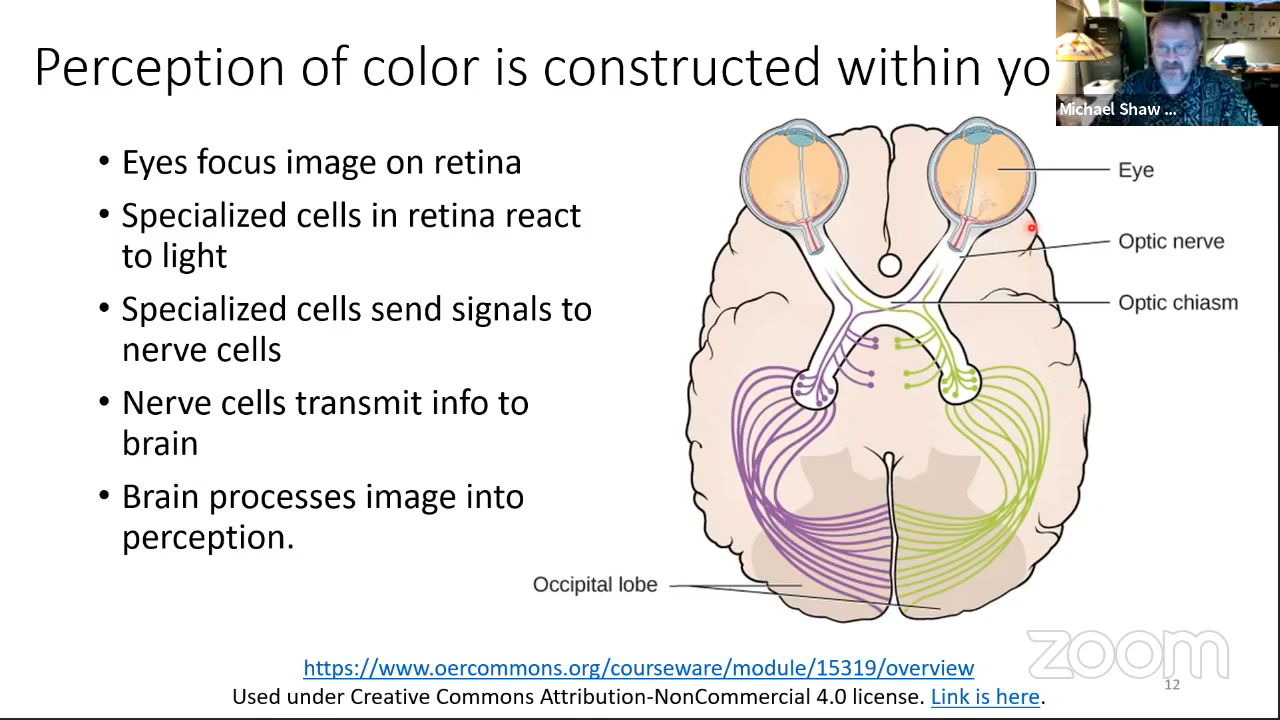 Perception of color is constructed within yo
Michael Shaw ...
• Eyes focus image on retina
• Specialized cells in retina react
to light
• Specialized cells send signals to
nerve cells
• Nerve cells transmit info to
brain
• Brain processes image into
perception.
Eye
Optic nerve
Optic chiasm
Occipital lobe
https://www.oercommons.org/courseware/module/15319/overview
Used under Creative Commons Attribution-NonCommercial 4.0 license. Link is here.
zoom
12